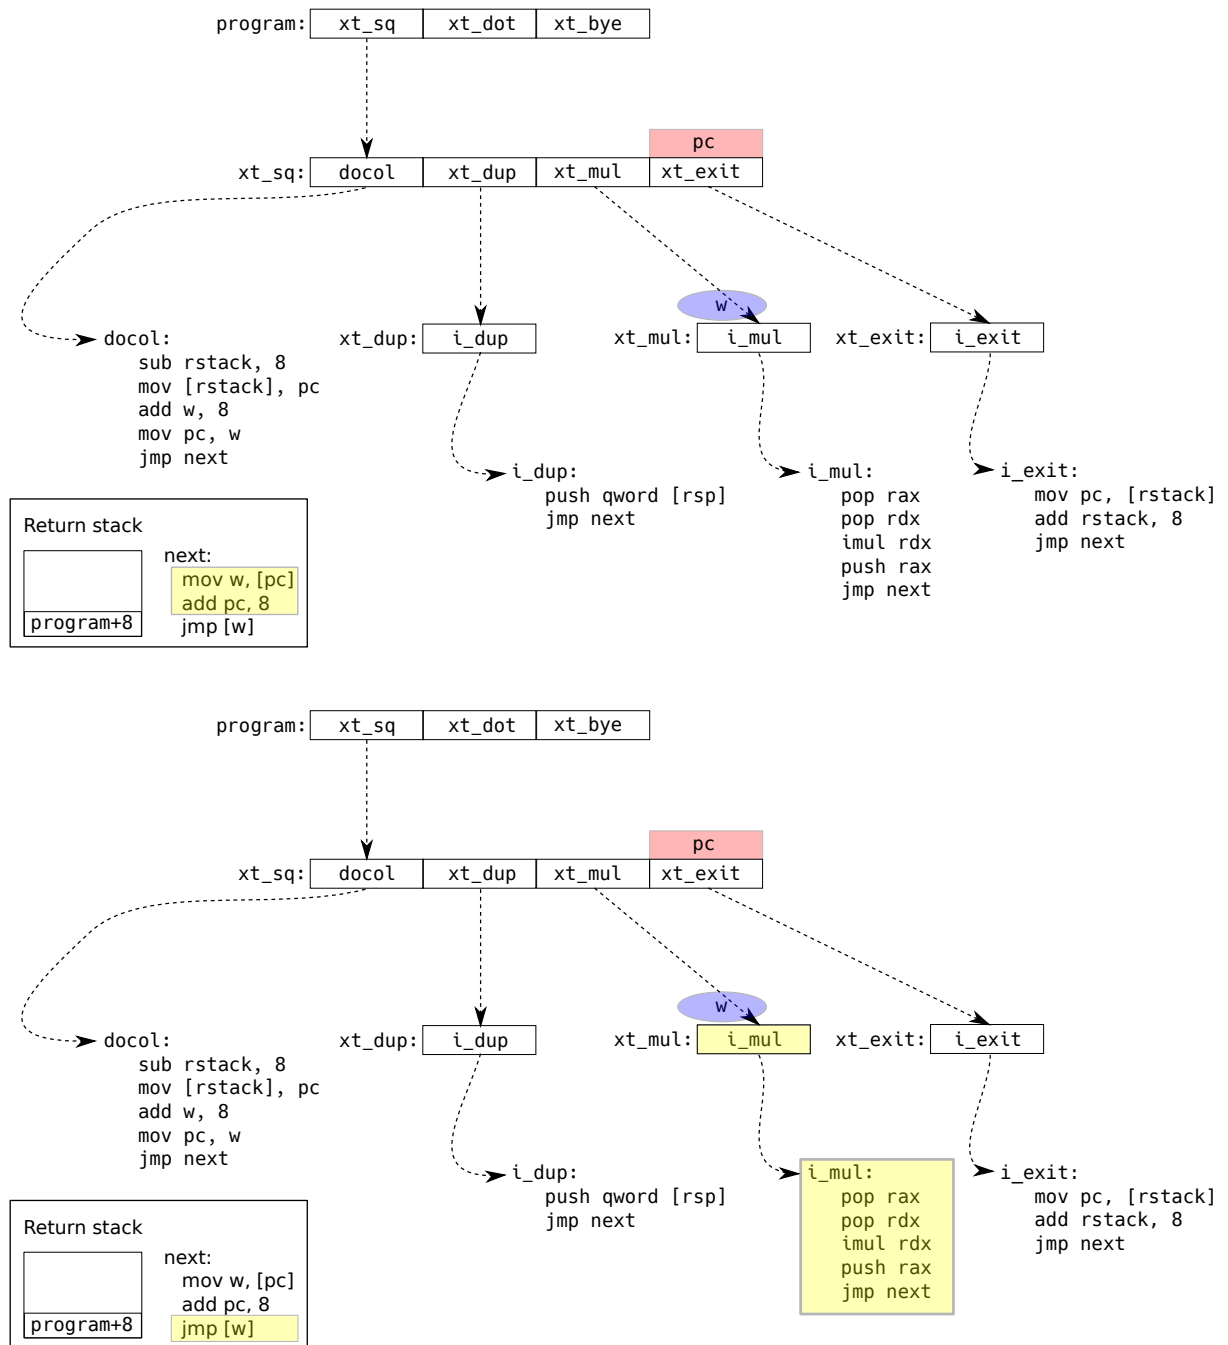 program: xt_sq xt_dot xt_bye
pc
xt_sq: docol xt_dup xt_mul xt_exit
w
docol:
sub rstack, 8
mov [rstack], pc
add w, 8
mov pc, w
jmp next
xt_dup: i_dup
xt_mul: i_mul
xt_exit: i_exit
i_dup:
push qword [rsp]
jmp next
i_mul:
pop rax
pop rdx
imul rdx
push rax
jmp next
i_exit:
mov pc, [rstack]
add rstack, 8
jmp next
Return stack
program+8
next:
mov w, [pc]
add pc, 8
jmp [w]
program: xt_sq xt_dot xt_bye
pc
xt_sq: docol xt_dup xt_mul xt_exit
w
docol:
sub rstack, 8
mov [rstack], pc
add w, 8
mov pc, w
jmp next
xt_dup: i_dup
xt_mul: i_mul
xt_exit: i_exit
i_dup:
push qword [rsp]
jmp next
i_mul:
pop rax
pop rdx
imul rdx
push rax
jmp next
i_exit:
mov pc, [rstack]
add rstack, 8
jmp next
Return stack
program+8
next:
mov w, [pc]
add pc, 8
jmp [w]